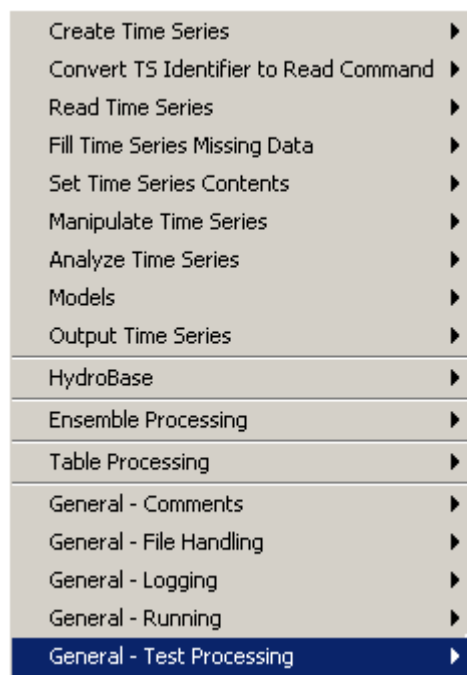 Create Time Series
Convert TS Identifier to Read Command
Read Time Series
Fill Time Series Missing Data
Set Time Series Contents
Manipulate Time Series
Analyze Time Series
Models
Output Time Series
HydroBase
Ensemble Processing
Table Processing
General - Comments
General - File Handling
General - Logging
General - Running
General - Test Processing